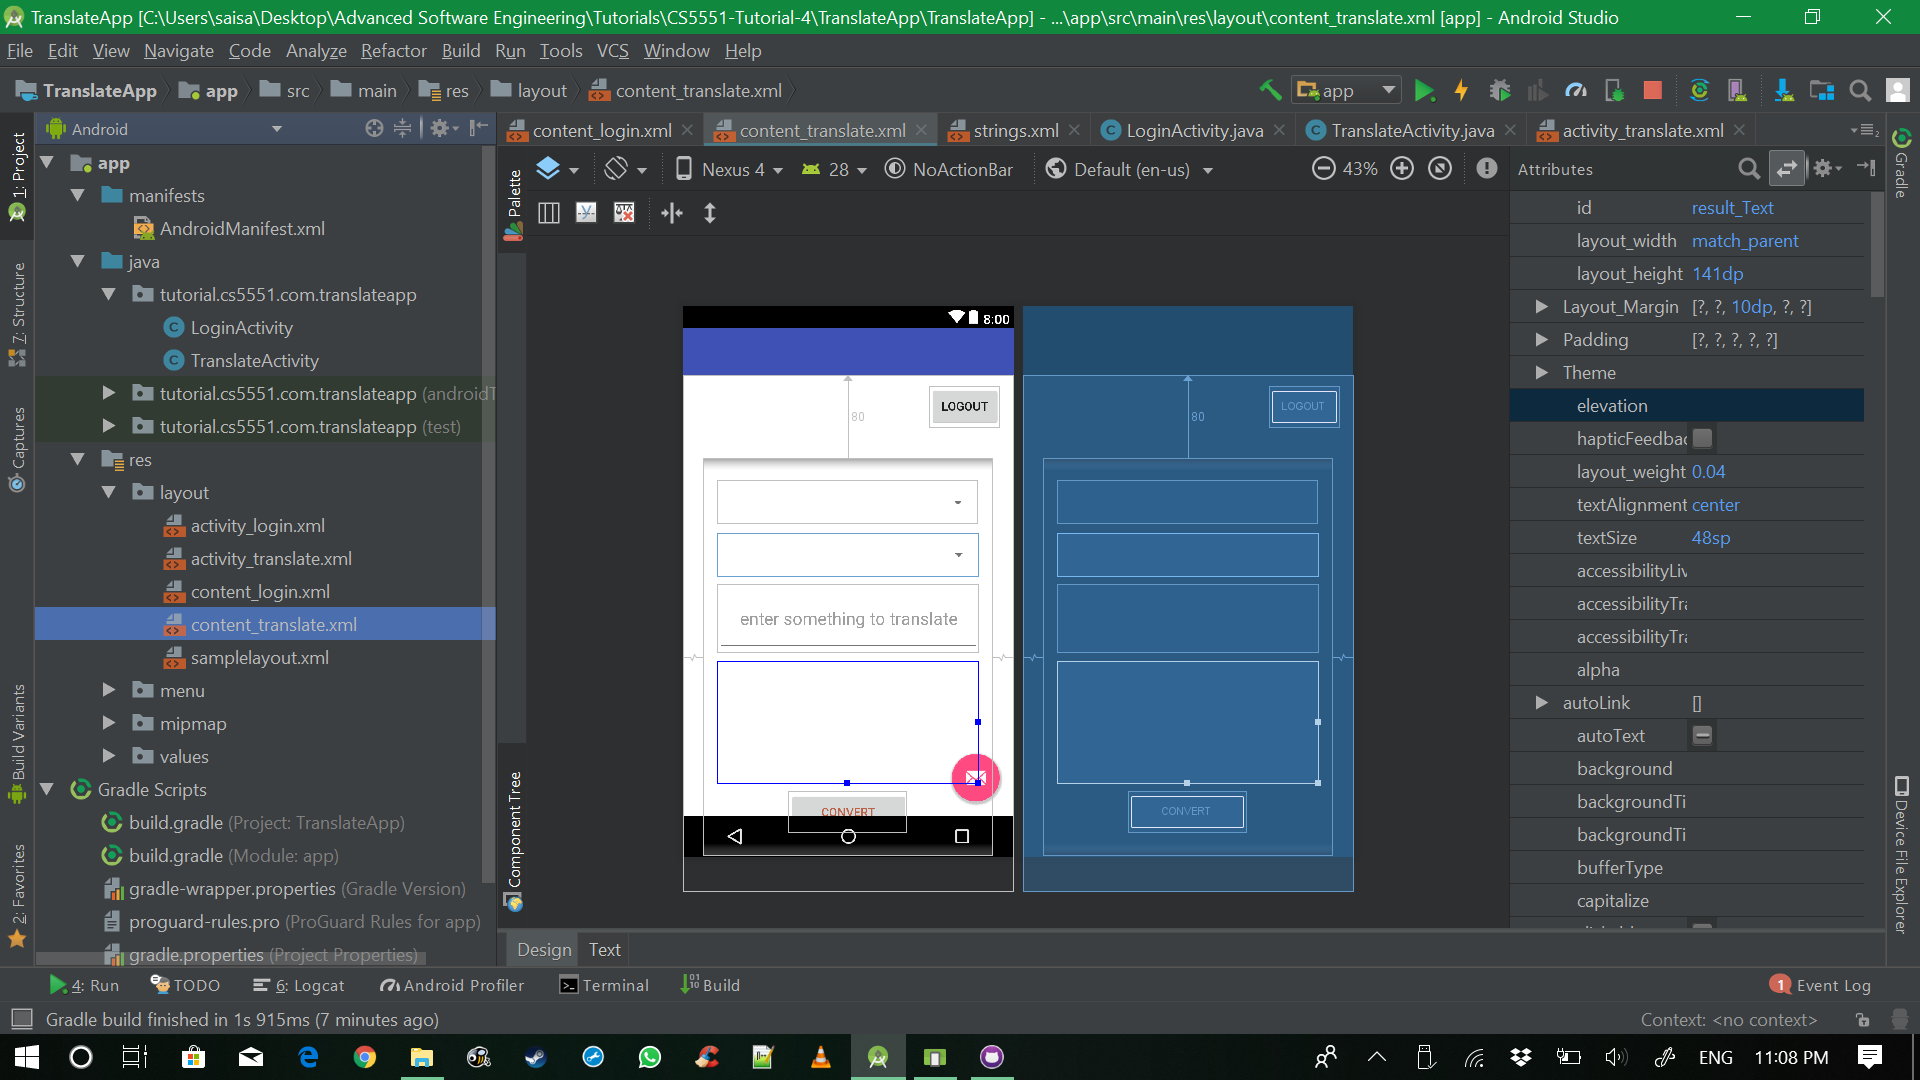 TranslateApp [C:\Users\saisa\Desktop\Advanced Software Engineering\Tutorials\CS5551-Tutorial-4\TranslateApp\TranslateApp] - ...\app\src\main\res\layout\content_translate.xml [app] - Android Studio
File Edit View Navigate Code Analyze Refactor Build Run Tools VCS Window Help
TranslateApp app src main res layout content_translate.xml app
Android
content_login.xml content_translate.xml strings.xml LoginActivity.java TranslateActivity.java activity_translate.xml
1: Project
7: Structure
Captures
Build Variants
2: Favorites
app
manifests
AndroidManifest.xml
java
tutorial.cs5551.com.translateapp
LoginActivity
TranslateActivity
tutorial.cs5551.com.translateapp (androidT
tutorial.cs5551.com.translateapp (test)
res
layout
activity_login.xml
activity_translate.xml
content_login.xml
content_translate.xml
samplelayout.xml
menu
mipmap
values
Gradle Scripts
build.gradle (Project: TranslateApp)
build.gradle (Module: app)
gradle-wrapper.properties (Gradle Version)
proguard-rules.pro (ProGuard Rules for app)
gradle.properties (Project Properties)
Palette
Component Tree
Nexus 4 28 NoActionBar Default (en-us) 43%
8:00
LOGOUT
80
enter something to translate
CONVERT
LOGOUT
80
CONVERT
Design Text
Attributes
id result_Text
layout_width match_parent
layout_height 141dp
Layout_Margin [?, ?, 10dp, ?, ?]
Padding [?, ?, ?, ?, ?]
Theme
elevation
hapticFeedbac
layout_weight 0.04
textAlignment center
textSize 48sp
accessibilityLiv
accessibilityTra
accessibilityTra
alpha
autoLink []
autoText
background
backgroundTi
backgroundTi
bufferType
capitalize
Gradle
Device File Explorer
4: Run TODO 6: Logcat Android Profiler Terminal Build 1 Event Log
Gradle build finished in 1s 915ms (7 minutes ago) Context: <no context>
ENG 11:08 PM